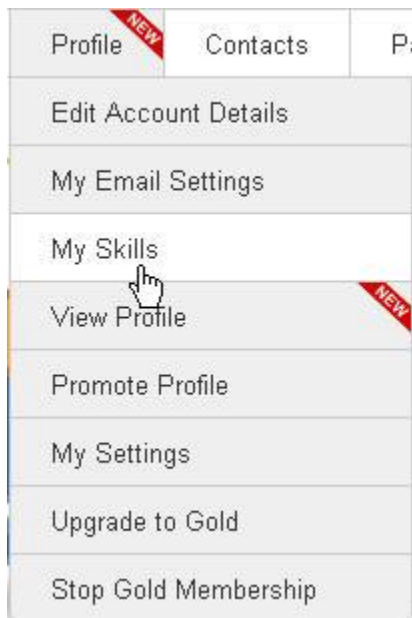 Profile NEW Contacts
Edit Account Details
My Email Settings
My Skills
View Profile NEW
Promote Profile
My Settings
Upgrade to Gold
Stop Gold Membership